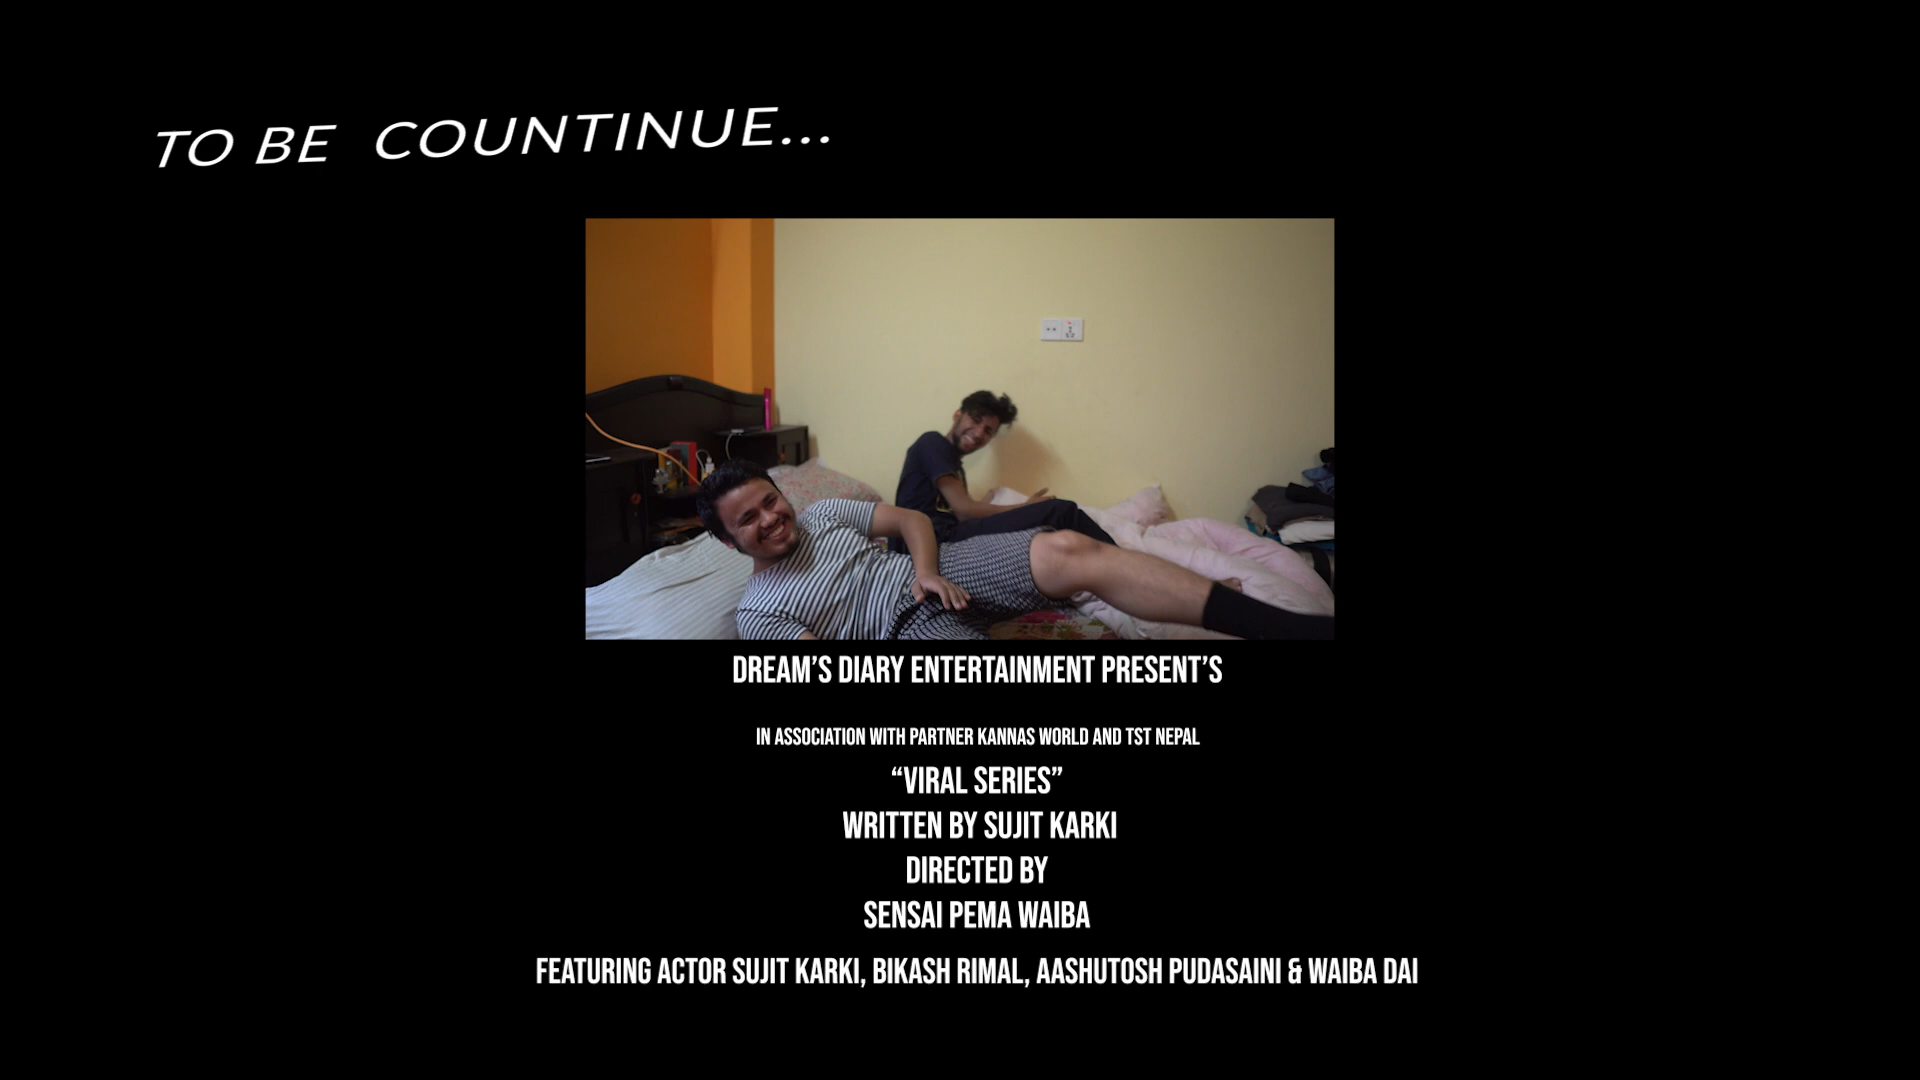 TO BE COUNTINUE...
DREAM’S DIARY ENTERTAINMENT PRESENT’S
IN ASSOCIATION WITH PARTNER KANNAS WORLD AND TST NEPAL
“VIRAL SERIES”
WRITTEN BY SUJIT KARKI
DIRECTED BY
SENSAI PEMA WAIBA
FEATURING ACTOR SUJIT KARKI, BIKASH RIMAL, AASHUTOSH PUDASAINI & WAIBA DAI